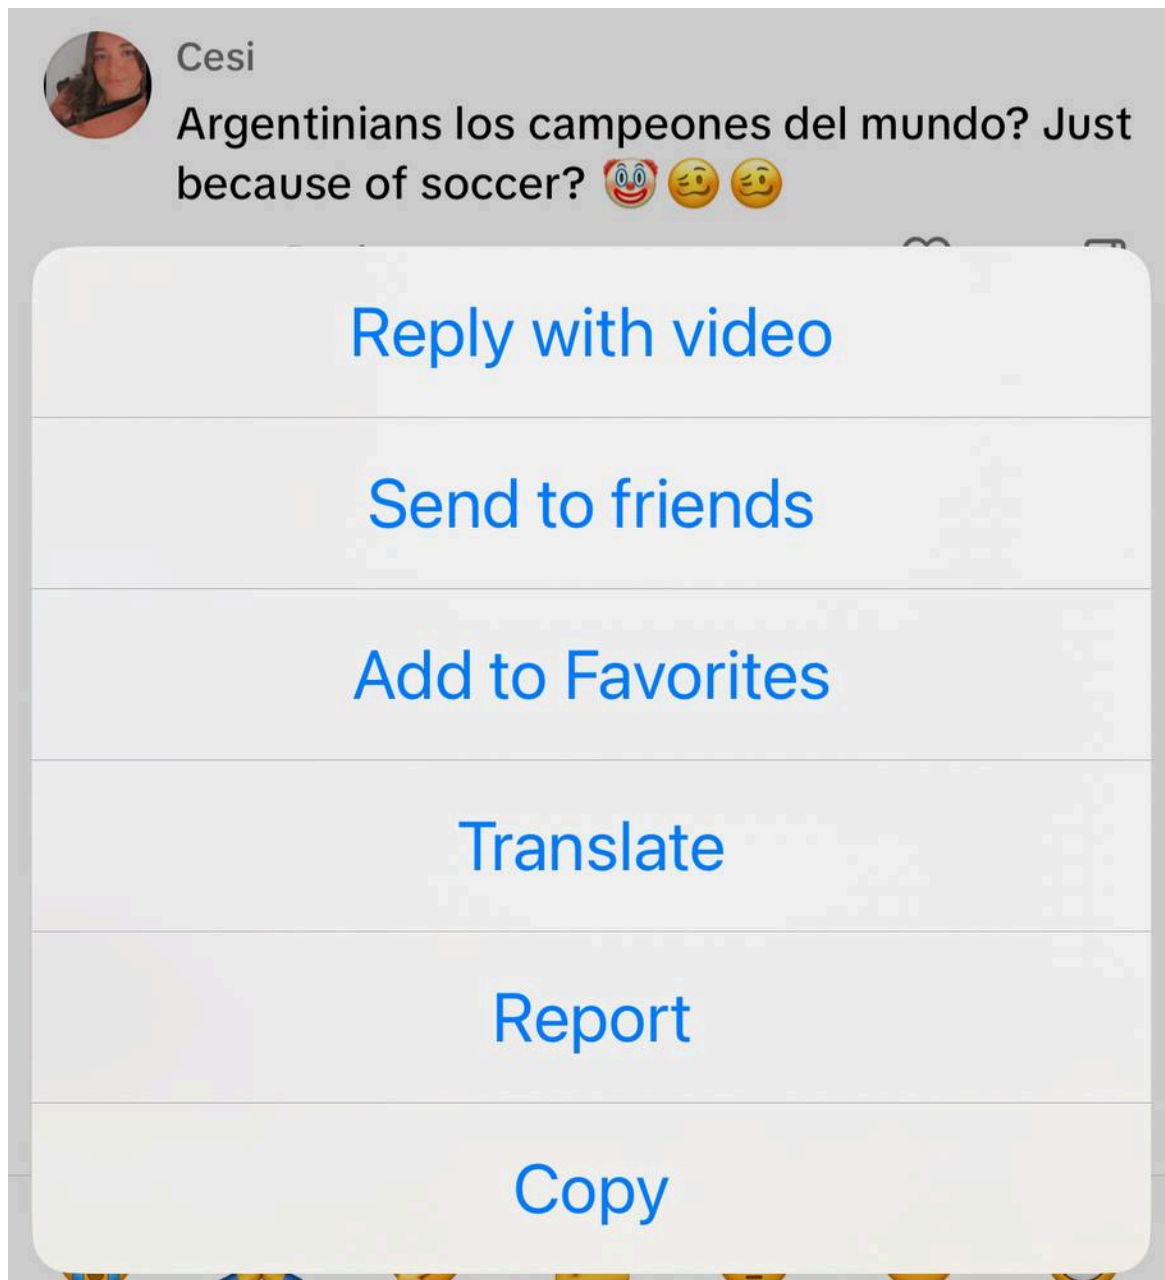 Cesi
Argentinians los campeones del mundo? Just
because of soccer? 🤡🥴🥴
Reply with video
Send to friends
Add to Favorites
Translate
Report
Copy